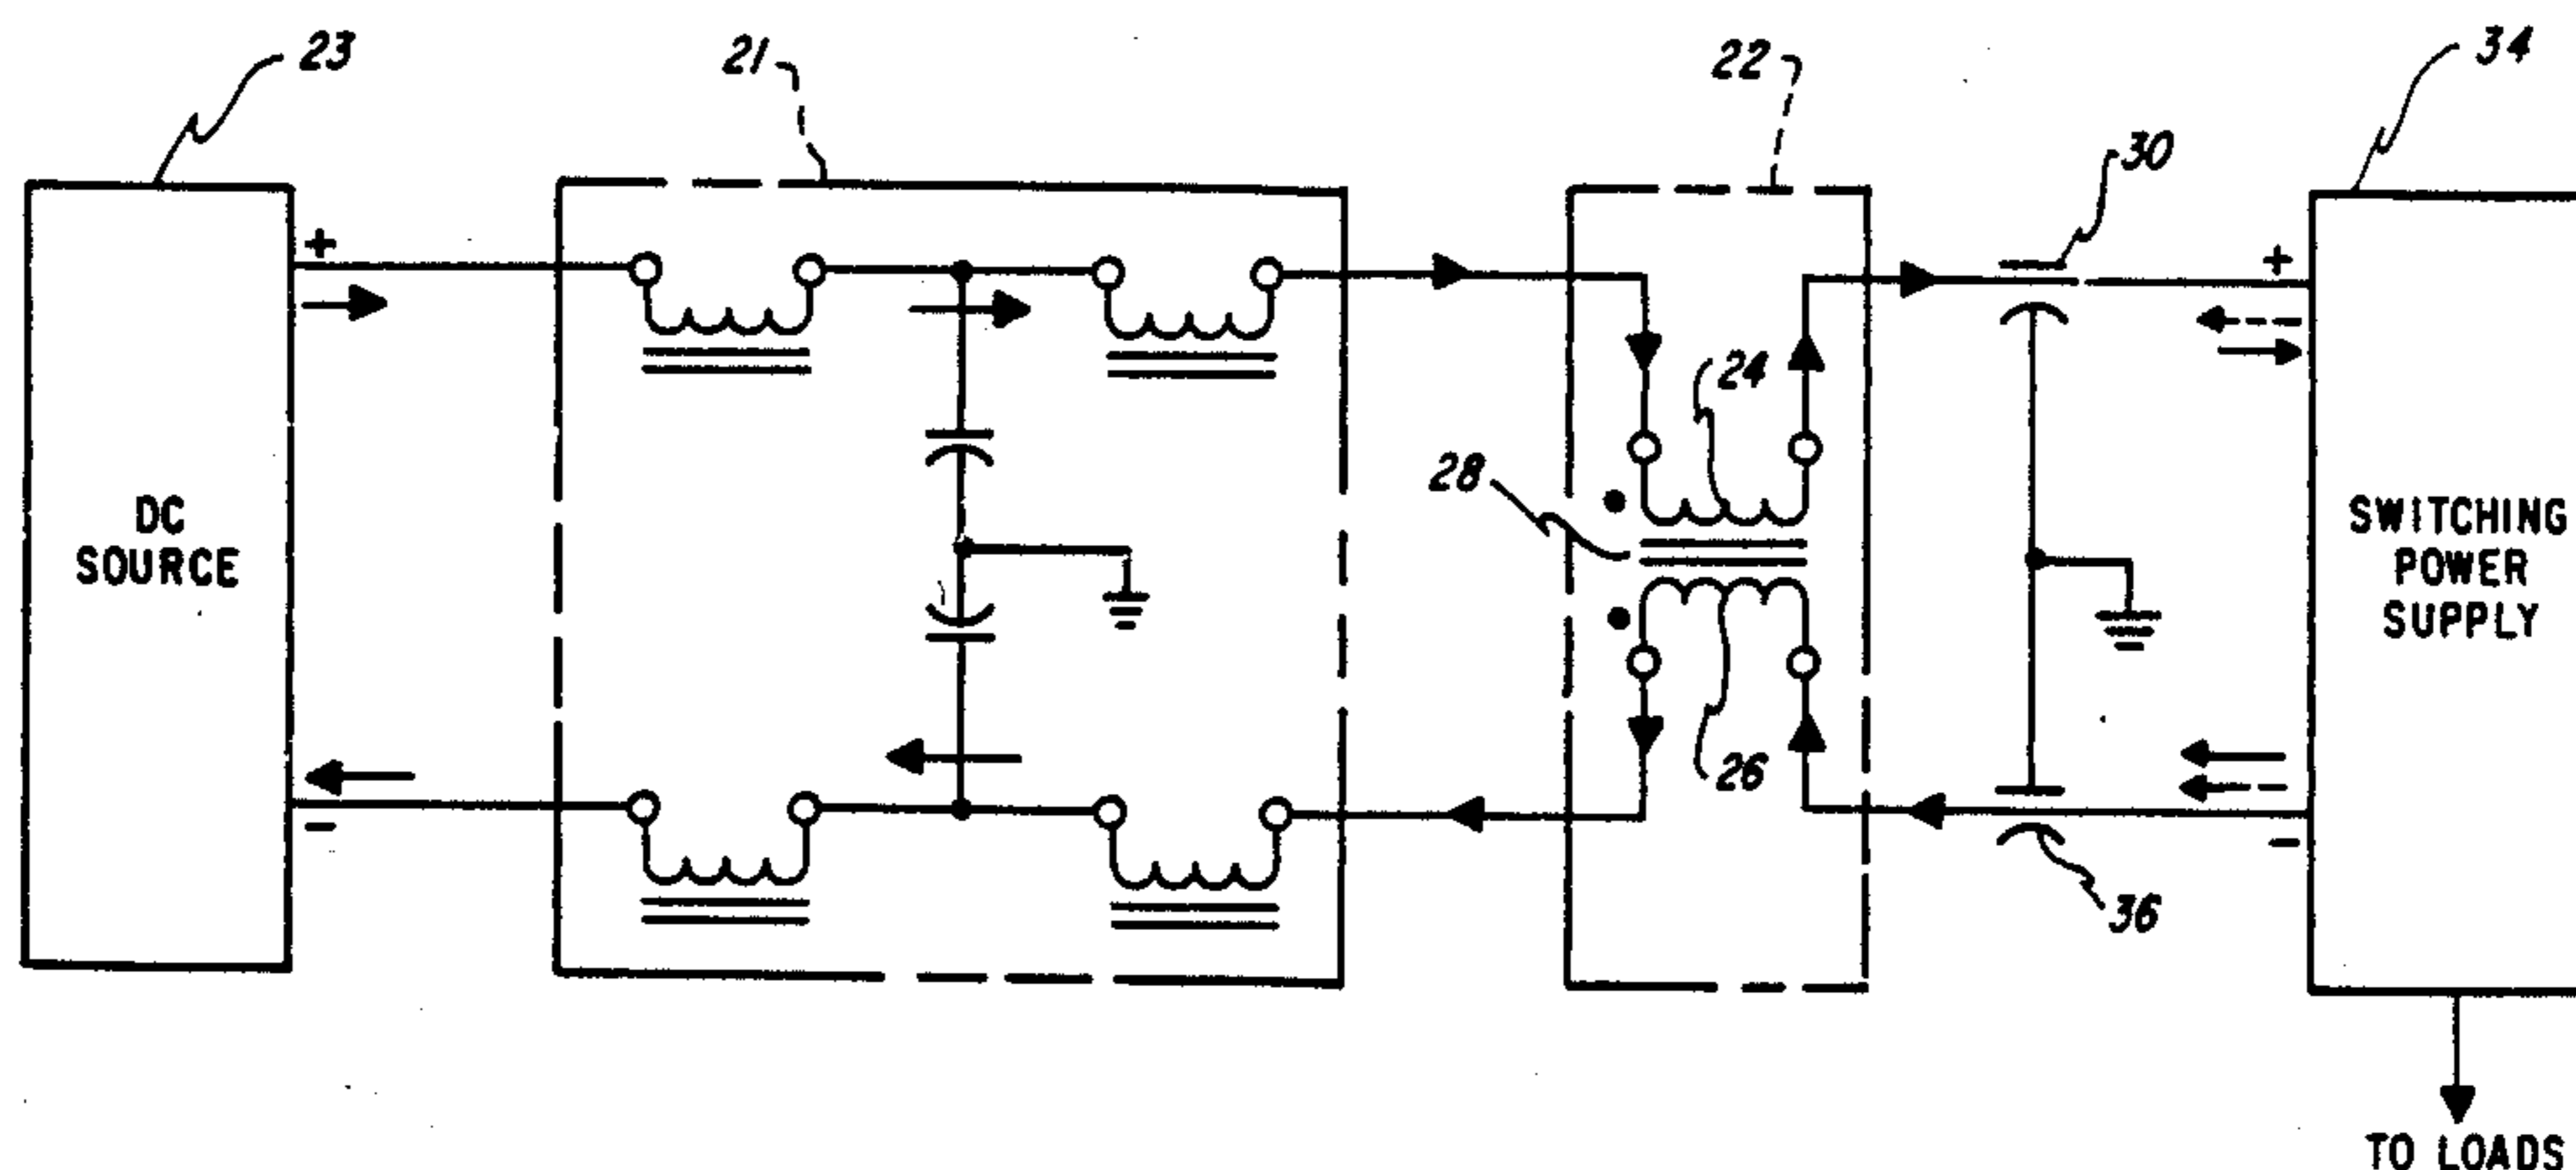 23
21
22
34
30
+
+
24
28
DC
SOURCE
SWITCHING
POWER
SUPPLY
26
-
-
36
TO LOADS